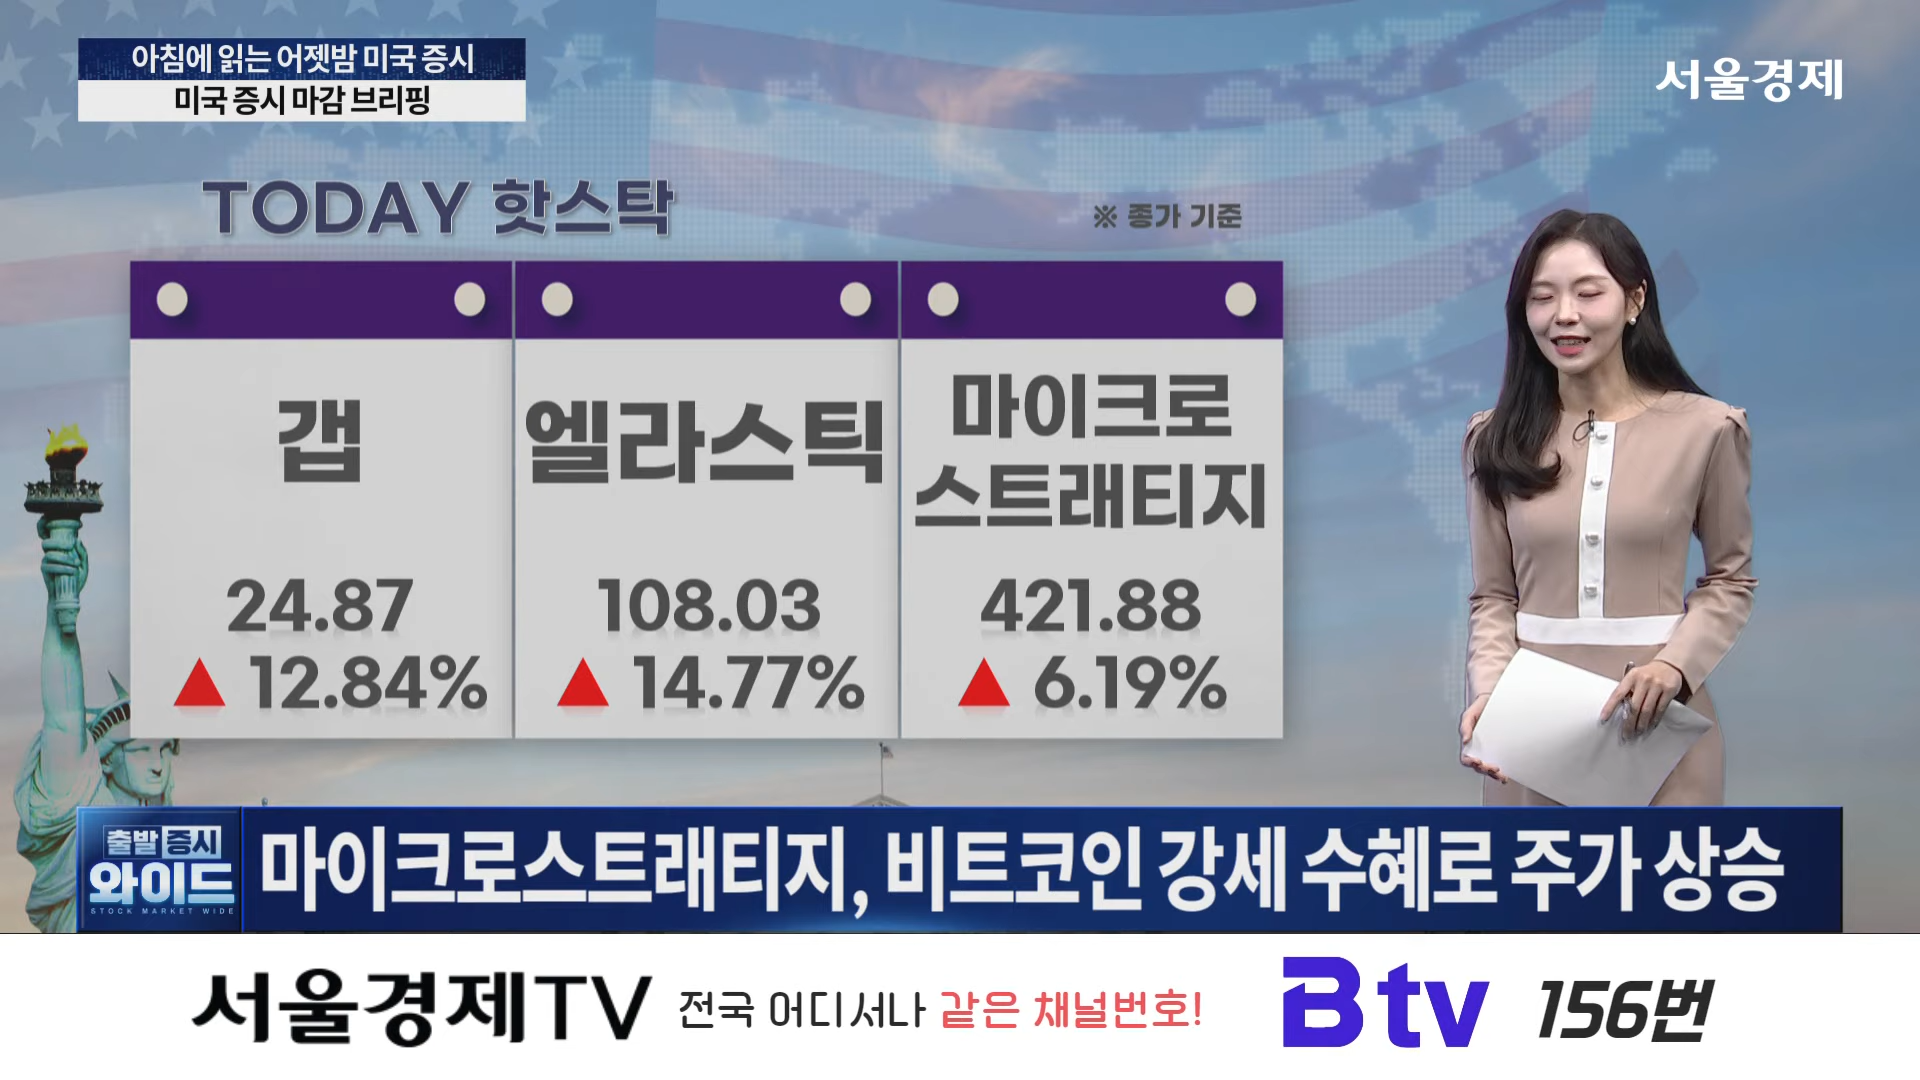 아침에 읽는 어젯밤 미국 증시
미국 증시 마감 브리핑
서울경제
TODAY 핫스탁
※ 종가 기준
갭
24.87
▲ 12.84%
엘라스틱
108.03
▲ 14.77%
마이크로
스트래티지
421.88
▲ 6.19%
출발 증시
와이드
STOCK MARKET WIDE
마이크로스트래티지, 비트코인 강세 수혜로 주가 상승
서울경제TV 전국 어디서나 같은 채널번호! B tv 156번